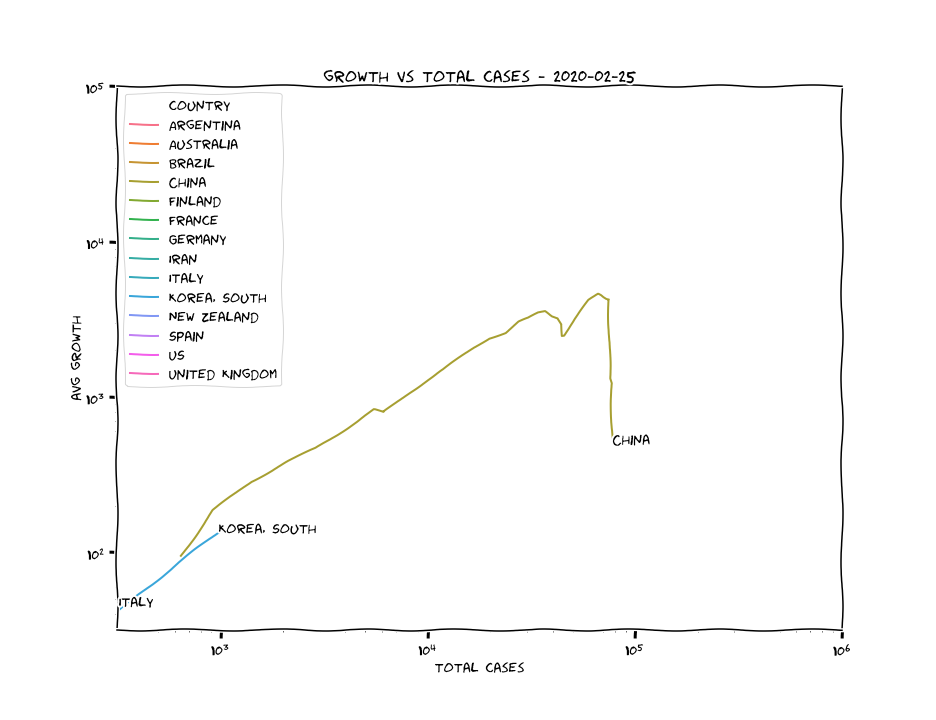 GROWTH VS TOTAL CASES - 2020-02-25
10⁵
COUNTRY
ARGENTINA
AUSTRALIA
BRAZIL
CHINA
FINLAND
FRANCE
GERMANY
IRAN
ITALY
KOREA, SOUTH
NEW ZEALAND
SPAIN
US
UNITED KINGDOM
10⁴
AVG GROWTH
10³
CHINA
KOREA, SOUTH
10²
ITALY
10³ 10⁴ 10⁵ 10⁶
TOTAL CASES